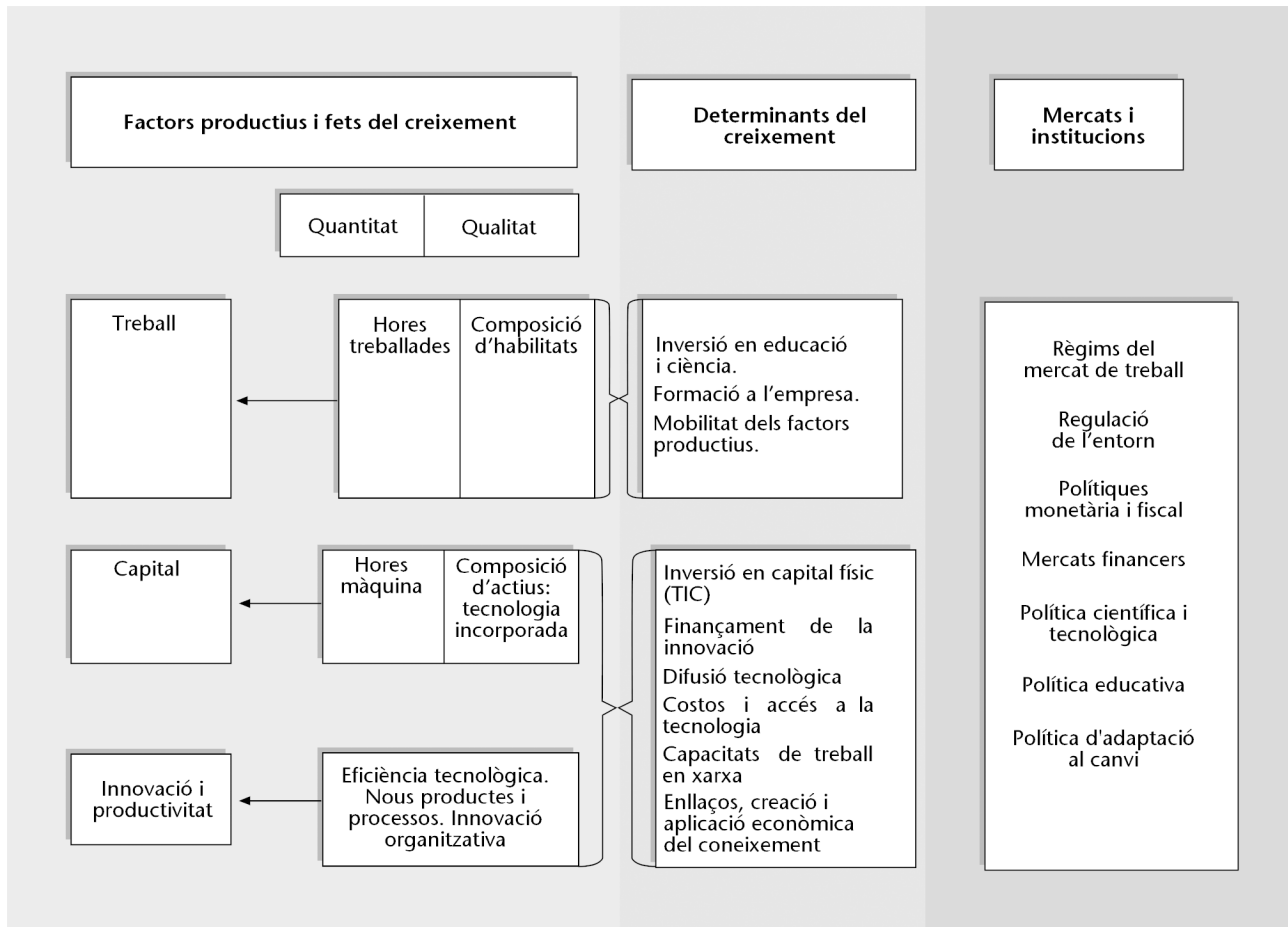 Factors productius i fets del creixement
Determinants del
creixement
Mercats i
institucions
Quantitat
Qualitat
Treball
Hores
treballades
Composició
d'habilitats
Inversió en educació
i ciència.
Formació a l'empresa.
Mobilitat dels factors
productius.
Capital
Hores
màquina
Composició
d'actius:
tecnologia
incorporada
Innovació i
productivitat
Eficiència tecnològica.
Nous productes i
processos. Innovació
organitzativa
Inversió en capital físic
(TIC)
Finançament de la
innovació
Difusió tecnològica
Costos i accés a la
tecnologia
Capacitats de treball
en xarxa
Enllaços, creació i
aplicació econòmica
del coneixement
Règims del
mercat de treball
Regulació
de l'entorn
Polítiques
monetària i fiscal
Mercats financers
Política científica i
tecnològica
Política educativa
Política d'adaptació
al canvi